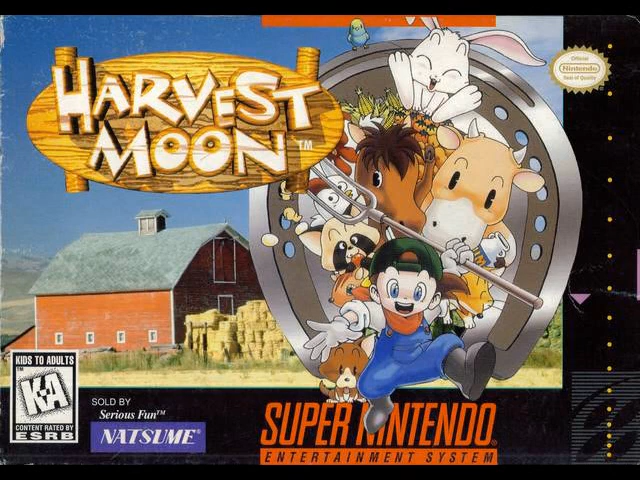 HARVEST
MOON™
Official
Nintendo
Seal of Quality
KIDS TO ADULTS
™
K-A
CONTENT RATED BY
ESRB
SOLD BY
Serious Fun™
NATSUME®
SUPER NINTENDO®
ENTERTAINMENT SYSTEM